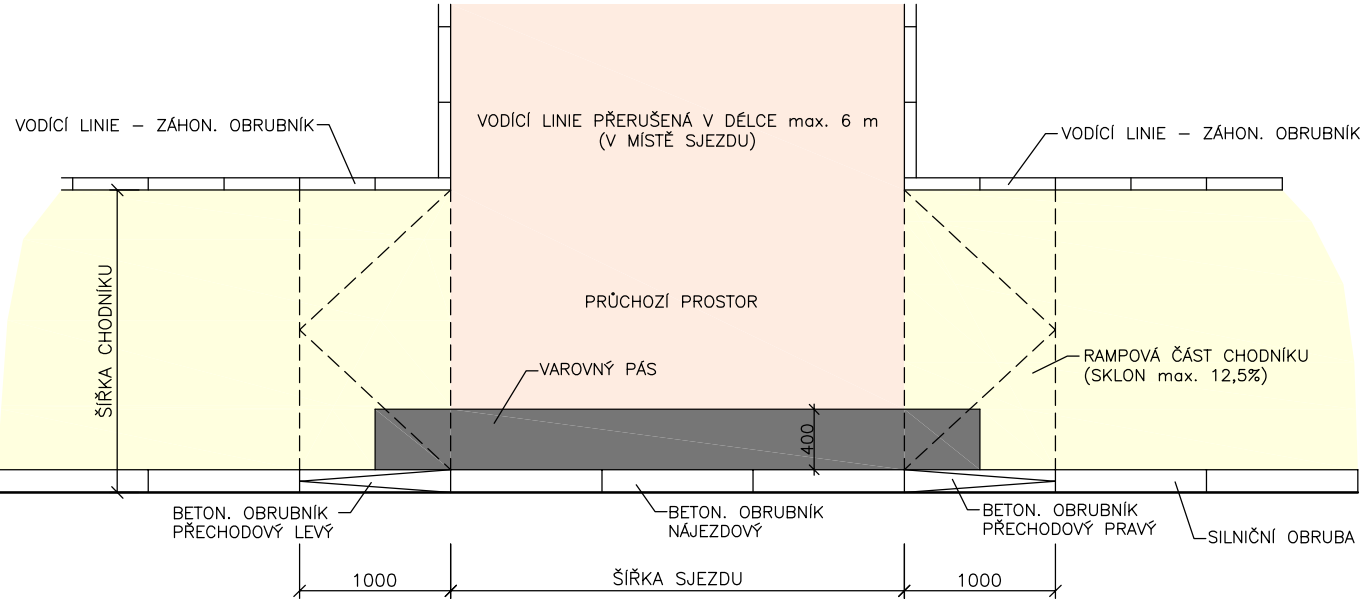 VODÍCÍ LINIE – ZÁHON. OBRUBNÍK
VODÍCÍ LINIE PŘERUŠENÁ V DÉLCE max. 6 m
(V MÍSTĚ SJEZDU)
VODÍCÍ LINIE – ZÁHON. OBRUBNÍK
ŠÍŘKA CHODNÍKU
PRŮCHOZÍ PROSTOR
VAROVNÝ PÁS
RAMPOVÁ ČÁST CHODNÍKU
(SKLON max. 12,5%)
400
BETON. OBRUBNÍK
PŘECHODOVÝ LEVÝ
BETON. OBRUBNÍK
NÁJEZDOVÝ
BETON. OBRUBNÍK
PŘECHODOVÝ PRAVÝ
SILNIČNÍ OBRUBA
1000
ŠÍŘKA SJEZDU
1000